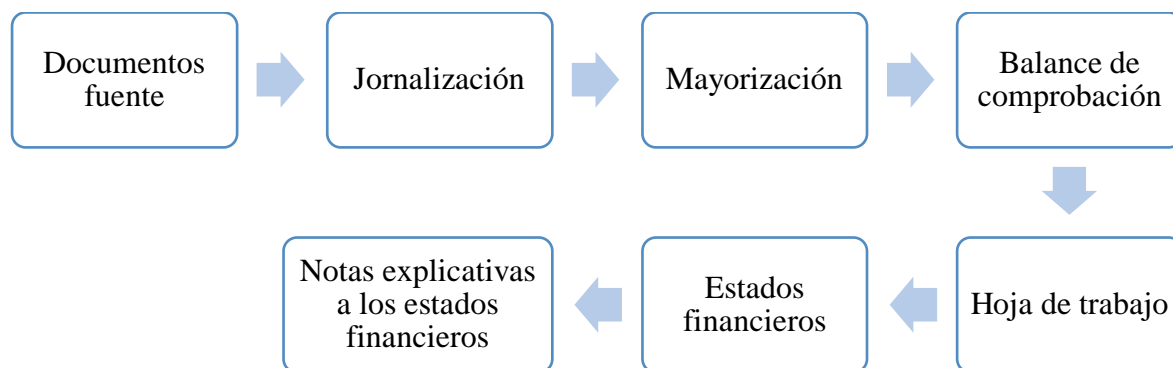 Documentos
fuente
Jornalización
Mayorización
Balance de
comprobación
Hoja de trabajo
Estados
financieros
Notas explicativas
a los estados
financieros